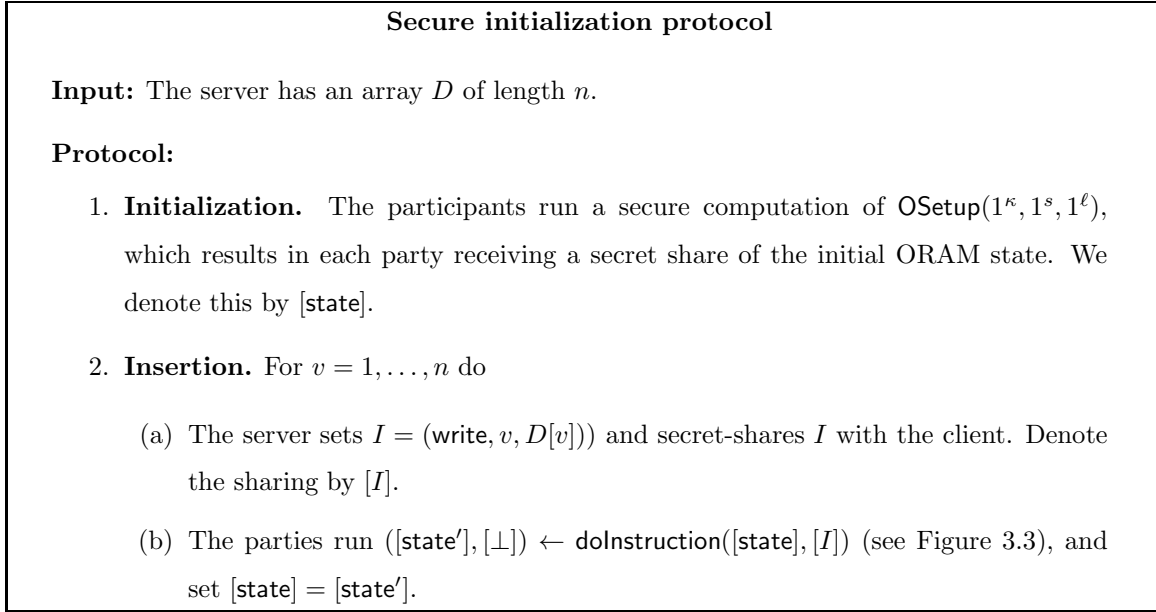 Secure initialization protocol
Input: The server has an array D of length n.
Protocol:
1. Initialization. The participants run a secure computation of OSetup(1^κ, 1^s, 1^ℓ),
which results in each party receiving a secret share of the initial ORAM state. We
denote this by [state].
2. Insertion. For v = 1, . . . , n do
(a) The server sets I = (write, v, D[v])) and secret-shares I with the client. Denote
the sharing by [I].
(b) The parties run ([state′], [⊥]) ← doInstruction([state], [I]) (see Figure 3.3), and
set [state] = [state′].